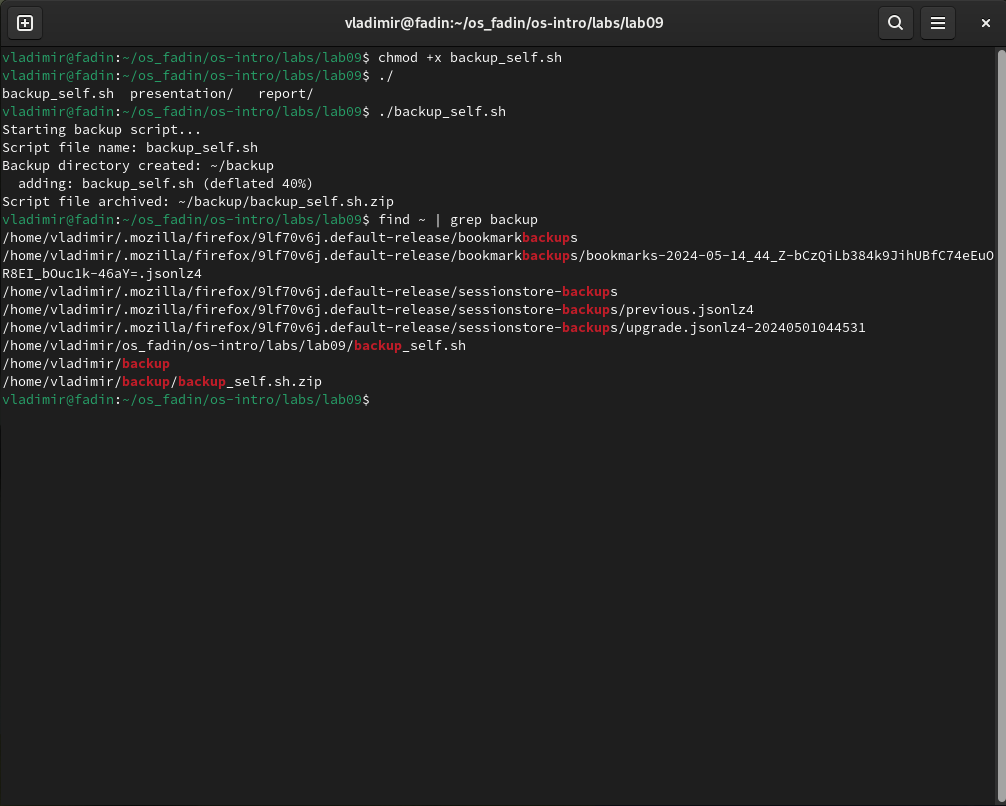 vladimir@fadin:~/os_fadin/os-intro/labs/lab09
vladimir@fadin:~/os_fadin/os-intro/labs/lab09$ chmod +x backup_self.sh
vladimir@fadin:~/os_fadin/os-intro/labs/lab09$ ./
backup_self.sh  presentation/   report/
vladimir@fadin:~/os_fadin/os-intro/labs/lab09$ ./backup_self.sh
Starting backup script...
Script file name: backup_self.sh
Backup directory created: ~/backup
  adding: backup_self.sh (deflated 40%)
Script file archived: ~/backup/backup_self.sh.zip
vladimir@fadin:~/os_fadin/os-intro/labs/lab09$ find ~ | grep backup
/home/vladimir/.mozilla/firefox/9lf70v6j.default-release/bookmarkbackups
/home/vladimir/.mozilla/firefox/9lf70v6j.default-release/bookmarkbackups/bookmarks-2024-05-14_44_Z-bCzQiLb384k9JihUBfC74eEuO
R8EI_bOuc1k-46aY=.jsonlz4
/home/vladimir/.mozilla/firefox/9lf70v6j.default-release/sessionstore-backups
/home/vladimir/.mozilla/firefox/9lf70v6j.default-release/sessionstore-backups/previous.jsonlz4
/home/vladimir/.mozilla/firefox/9lf70v6j.default-release/sessionstore-backups/upgrade.jsonlz4-20240501044531
/home/vladimir/os_fadin/os-intro/labs/lab09/backup_self.sh
/home/vladimir/backup
/home/vladimir/backup/backup_self.sh.zip
vladimir@fadin:~/os_fadin/os-intro/labs/lab09$